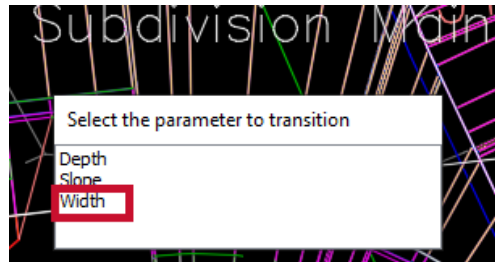 Subdivision Main
Select the parameter to transition
Depth
Slope
Width